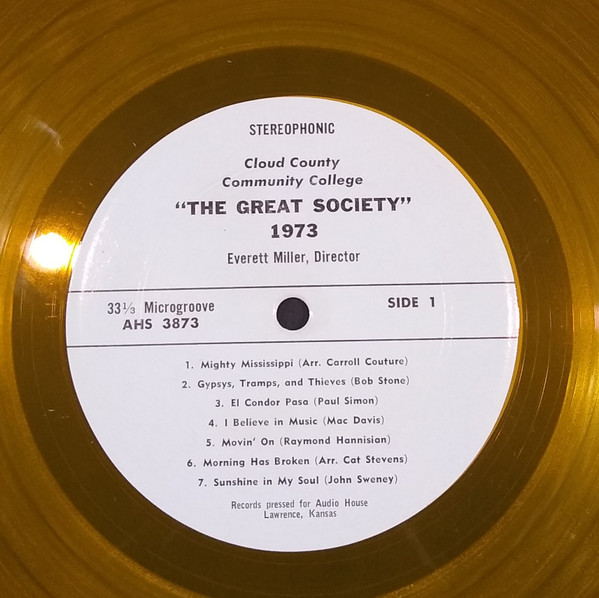 STEREOPHONIC
Cloud County
Community College
"THE GREAT SOCIETY"
1973
Everett Miller, Director
33⅓ Microgroove
AHS 3873
SIDE 1
1. Mighty Mississippi (Arr. Carroll Couture)
2. Gypsys, Tramps, and Thieves (Bob Stone)
3. El Condor Pasa (Paul Simon)
4. I Believe in Music (Mac Davis)
5. Movin' On (Raymond Hannisian)
6. Morning Has Broken (Arr. Cat Stevens)
7. Sunshine in My Soul (John Sweney)
Records pressed for Audio House
Lawrence, Kansas